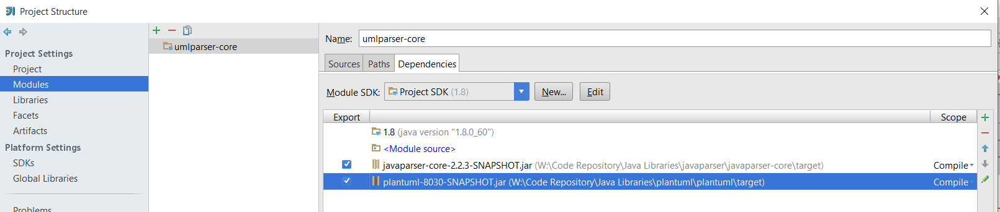 Project Structure
Project Settings
Project
Modules
Libraries
Facets
Artifacts
Platform Settings
SDKs
Global Libraries
Problems
umlparser-core
Name: umlparser-core
Sources Paths Dependencies
Module SDK: Project SDK (1.8) New... Edit
Export Scope
1.8 (java version "1.8.0_60")
<Module source>
javaparser-core-2.2.3-SNAPSHOT.jar (W:\Code Repository\Java Libraries\javaparser\javaparser-core\target) Compile
plantuml-8030-SNAPSHOT.jar (W:\Code Repository\Java Libraries\plantuml\plantuml\target) Compile